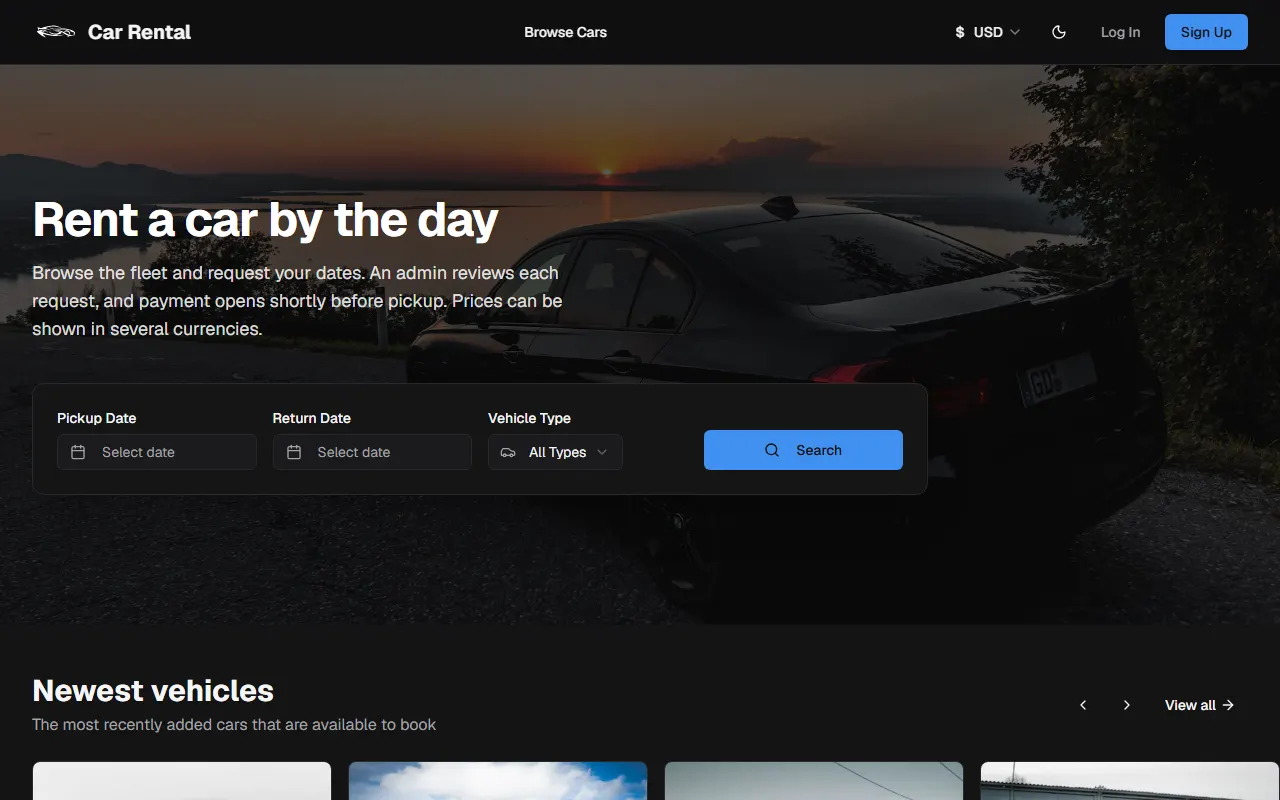 Car Rental
Browse Cars
$ USD
Log In
Sign Up
Rent a car by the day
Browse the fleet and request your dates. An admin reviews each
request, and payment opens shortly before pickup. Prices can be
shown in several currencies.
Pickup Date
Return Date
Vehicle Type
Select date
Select date
All Types
Search
GD
Newest vehicles
The most recently added cars that are available to book
View all